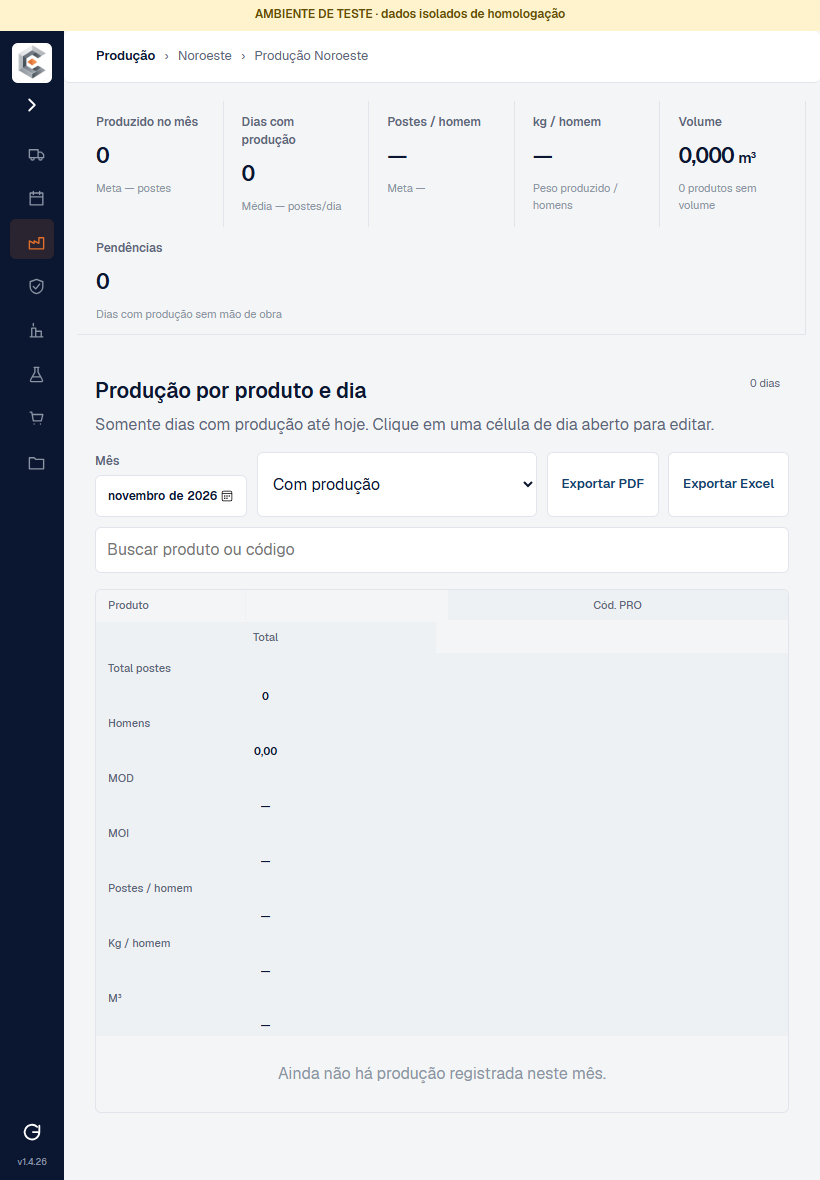 AMBIENTE DE TESTE · dados isolados de homologação
Produção › Noroeste › Produção Noroeste
Produzido no mês
0
Meta — postes
Dias com
produção
0
Média — postes/dia
Postes / homem
—
Meta —
kg / homem
—
Peso produzido /
homens
Volume
0,000 m³
0 produtos sem
volume
Pendências
0
Dias com produção sem mão de obra
Produção por produto e dia
0 dias
Somente dias com produção até hoje. Clique em uma célula de dia aberto para editar.
Mês
novembro de 2026
Com produção
Exportar PDF
Exportar Excel
Buscar produto ou código
Produto
Cód. PRO
Total
Total postes
0
Homens
0,00
MOD
—
MOI
—
Postes / homem
—
Kg / homem
—
M³
—
Ainda não há produção registrada neste mês.
v1.4.26